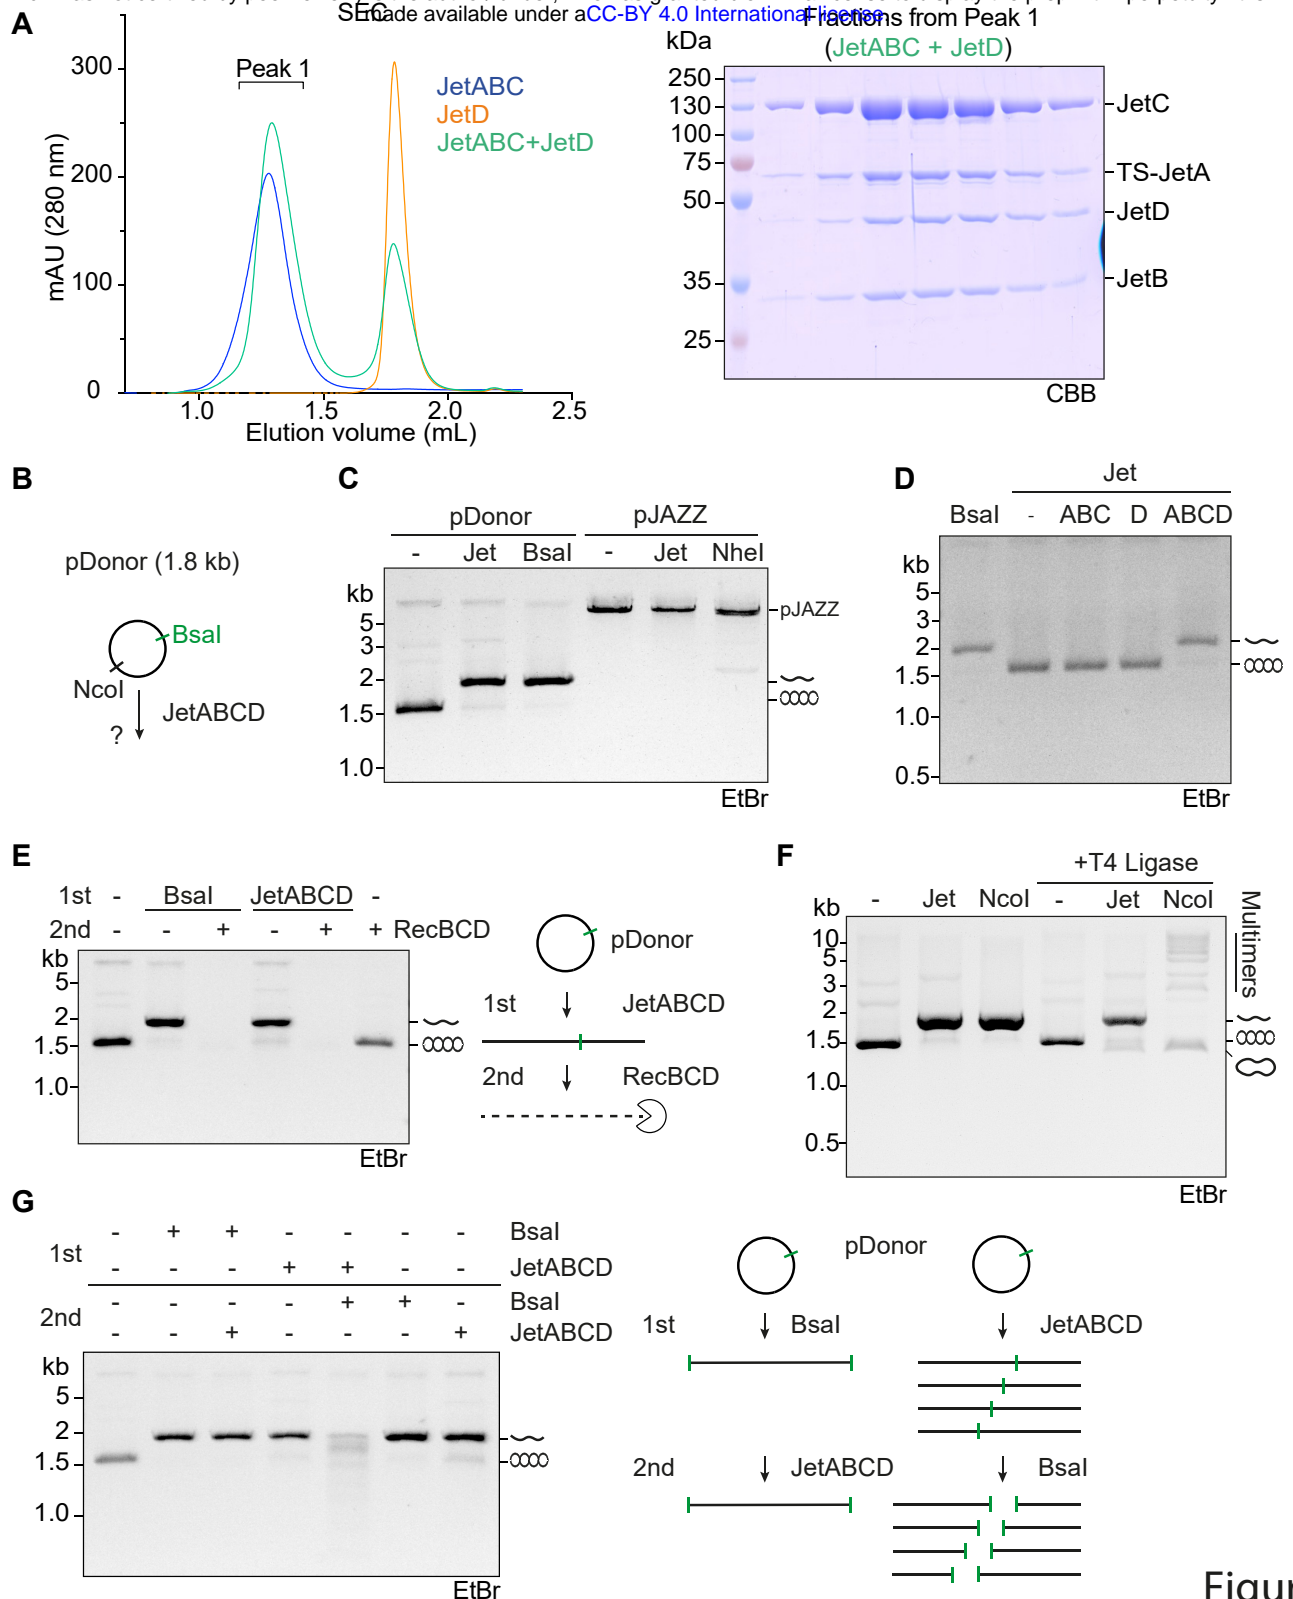 made available under aCC-BY 4.0 International license.
A
SEC
Peak 1
JetABC
JetD
JetABC+JetD
mAU (280 nm)
300
200
100
0
1.0 1.5 2.0 2.5
Elution volume (mL)
Fractions from Peak 1
(JetABC + JetD)
kDa
250
130
100
75
50
35
25
JetC
TS-JetA
JetD
JetB
CBB
B
pDonor (1.8 kb)
BsaI
NcoI
JetABCD
?
C
pDonor pJAZZ
- Jet BsaI - Jet NheI
kb
5
3
2
1.5
1.0
pJAZZ
EtBr
D
Jet
BsaI - ABC D ABCD
kb
5
3
2
1.5
1.0
0.5
EtBr
E
1st - BsaI JetABCD -
2nd - - + - + + RecBCD
kb
5
2
1.5
1.0
EtBr
pDonor
1st JetABCD
2nd RecBCD
F
+T4 Ligase
- Jet NcoI - Jet NcoI
kb
10
5
3
2
1.5
1.0
0.5
Multimers
EtBr
G
1st
- + + - - - - BsaI
- - - + + - - JetABCD
2nd
- - - - + + - BsaI
- - + - - - + JetABCD
kb
5
2
1.5
1.0
EtBr
pDonor
1st BsaI JetABCD
2nd JetABCD BsaI